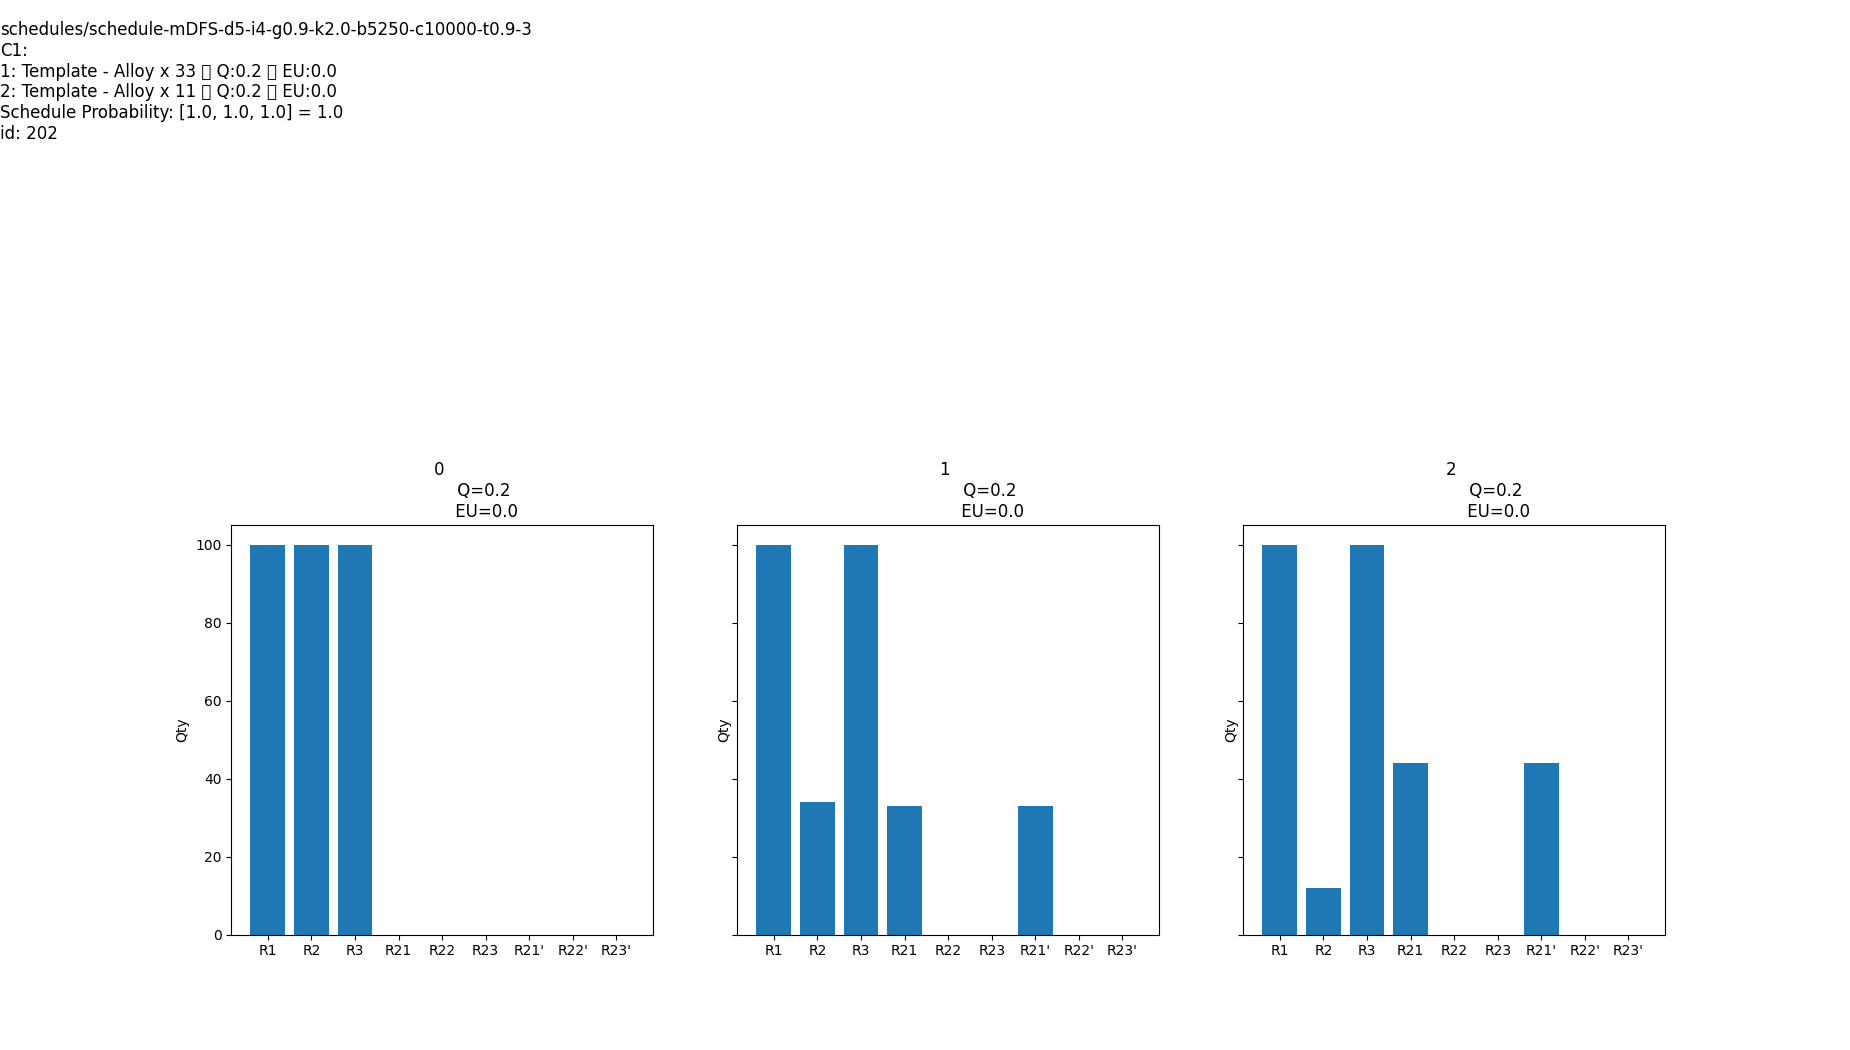 schedules/schedule-mDFS-d5-i4-g0.9-k2.0-b5250-c10000-t0.9-3
C1:
1: Template - Alloy x 33 ▯ Q:0.2 ▯ EU:0.0
2: Template - Alloy x 11 ▯ Q:0.2 ▯ EU:0.0
Schedule Probability: [1.0, 1.0, 1.0] = 1.0
id: 202
0
Q=0.2
EU=0.0
Qty
100
80
60
40
20
0
R1 R2 R3 R21 R22 R23 R21' R22' R23'
1
Q=0.2
EU=0.0
Qty
R1 R2 R3 R21 R22 R23 R21' R22' R23'
2
Q=0.2
EU=0.0
Qty
R1 R2 R3 R21 R22 R23 R21' R22' R23'